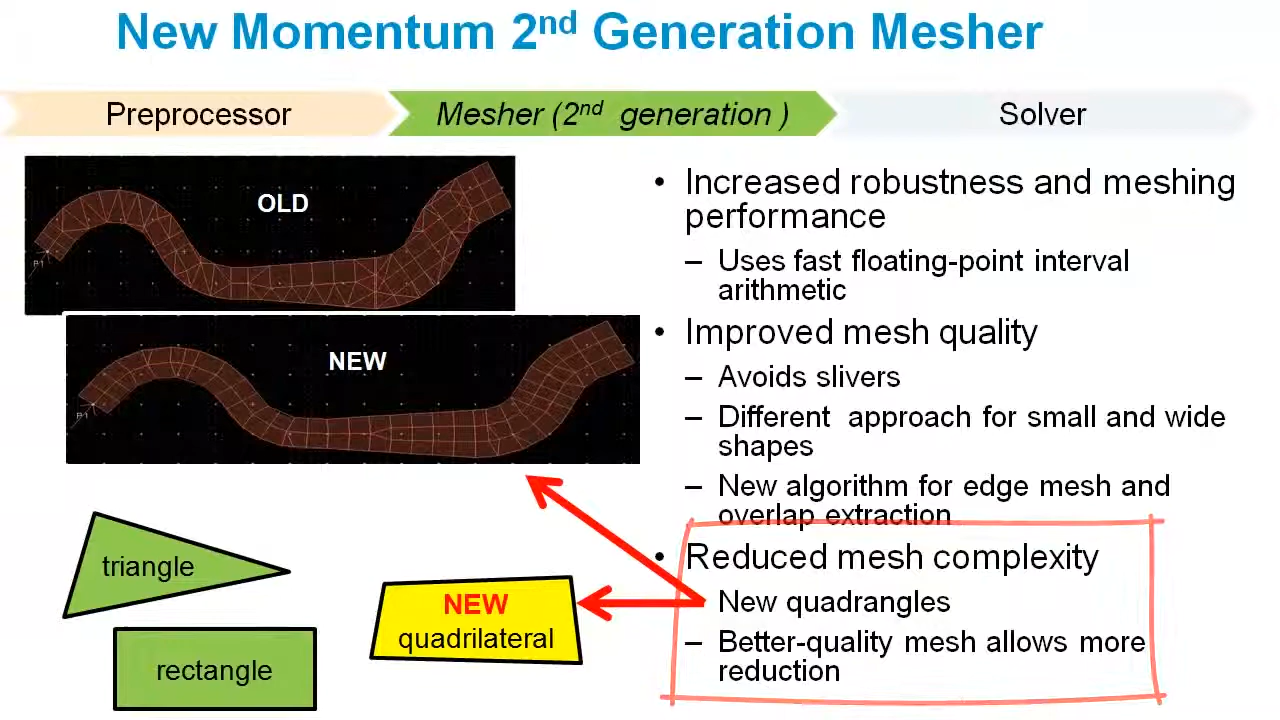 New Momentum 2nd Generation Mesher
Preprocessor
Mesher (2nd generation )
Solver
OLD
P1
NEW
P1
• Increased robustness and meshing
performance
– Uses fast floating-point interval
arithmetic
• Improved mesh quality
– Avoids slivers
– Different approach for small and wide
shapes
– New algorithm for edge mesh and
overlap extraction
• Reduced mesh complexity
– New quadrangles
– Better-quality mesh allows more
reduction
triangle
rectangle
NEW
quadrilateral